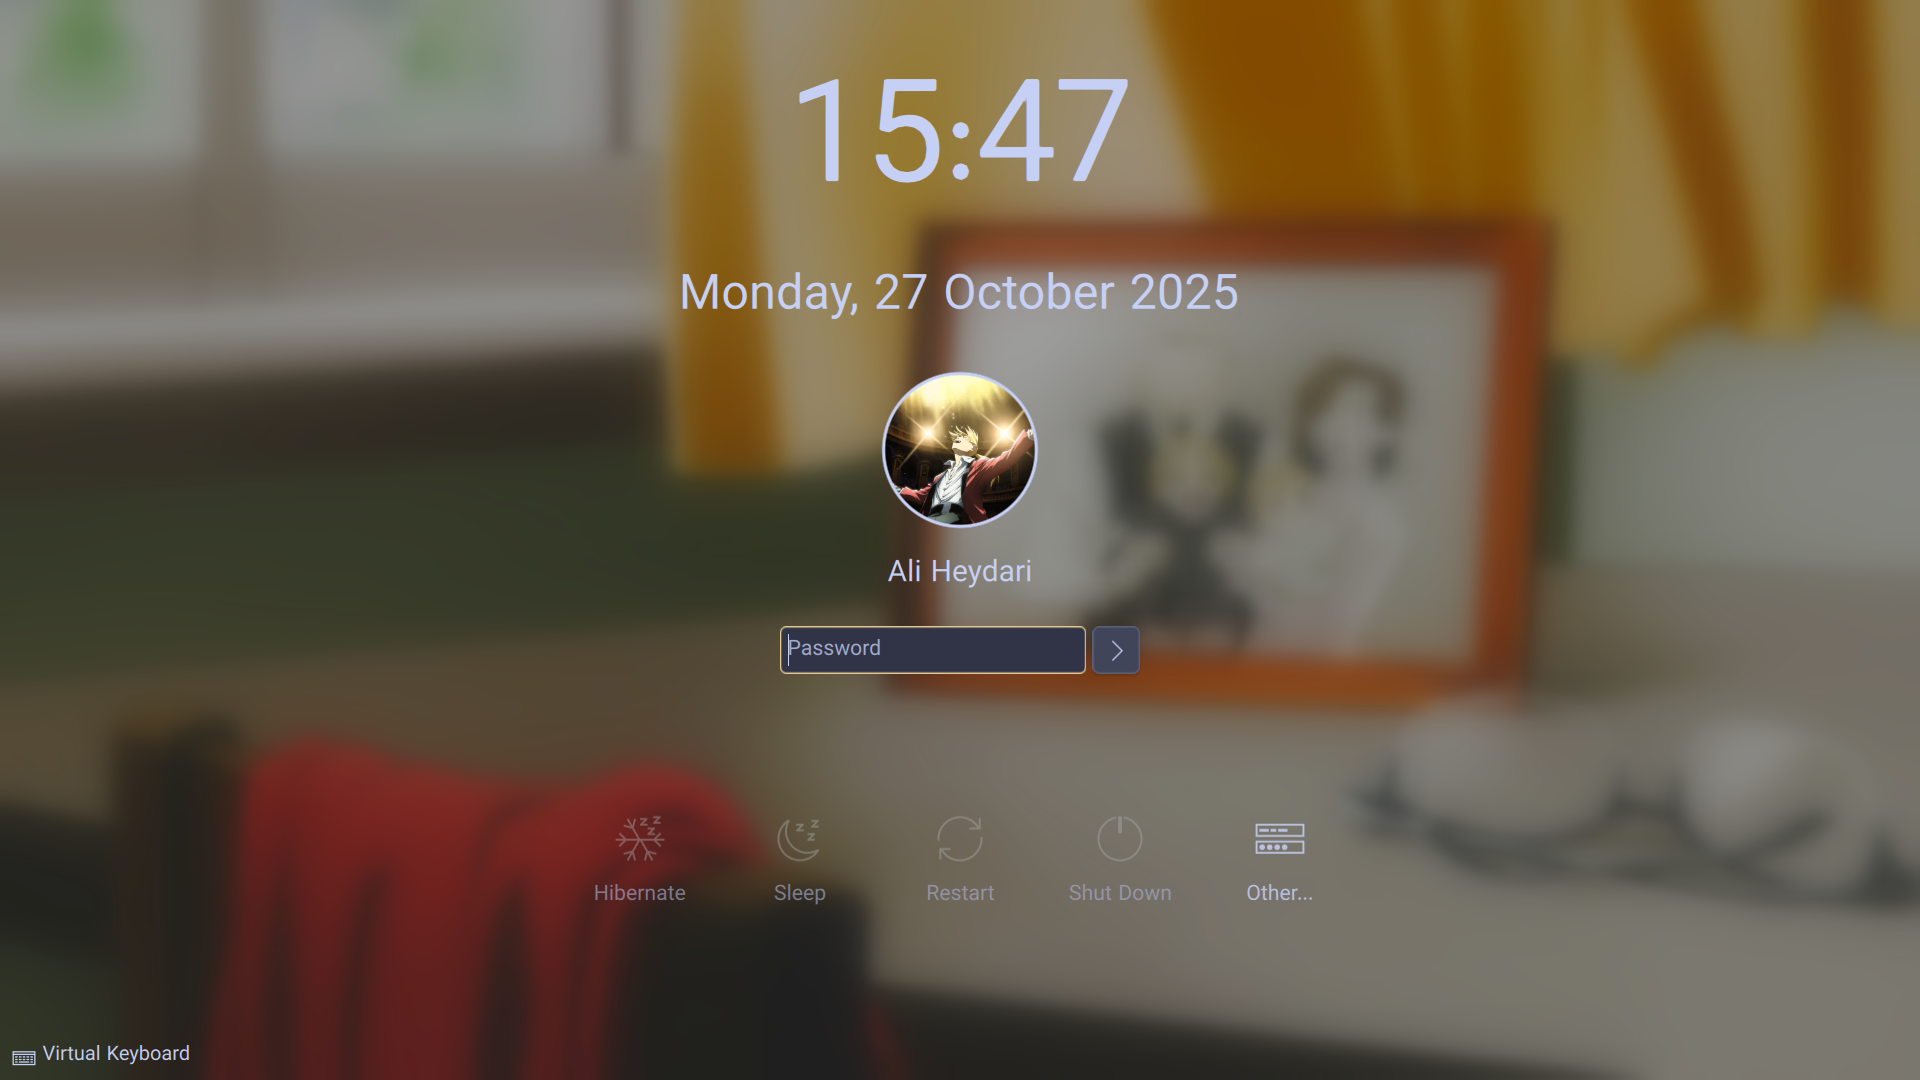 15:47
Monday, 27 October 2025
Ali Heydari
Password
Hibernate
Sleep
Restart
Shut Down
Other...
Virtual Keyboard